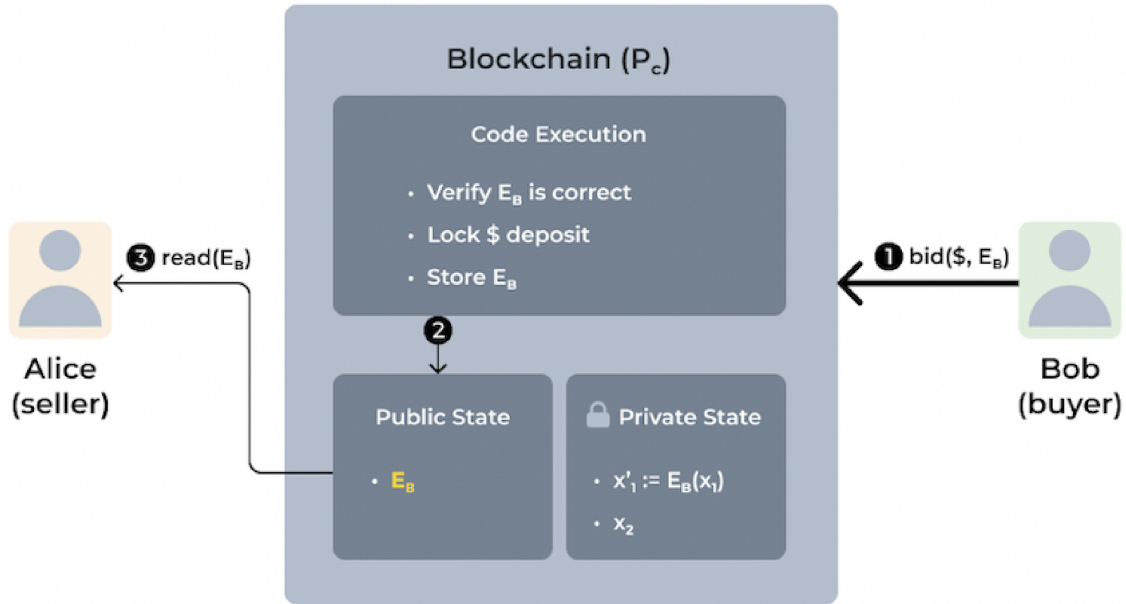 Blockchain (Pc)
Code Execution
• Verify EB is correct
• Lock $ deposit
• Store EB
3 read(EB)
1 bid($, EB)
2
Alice
(seller)
Bob
(buyer)
Public State
• EB
Private State
• x'1 := EB(x1)
• x2